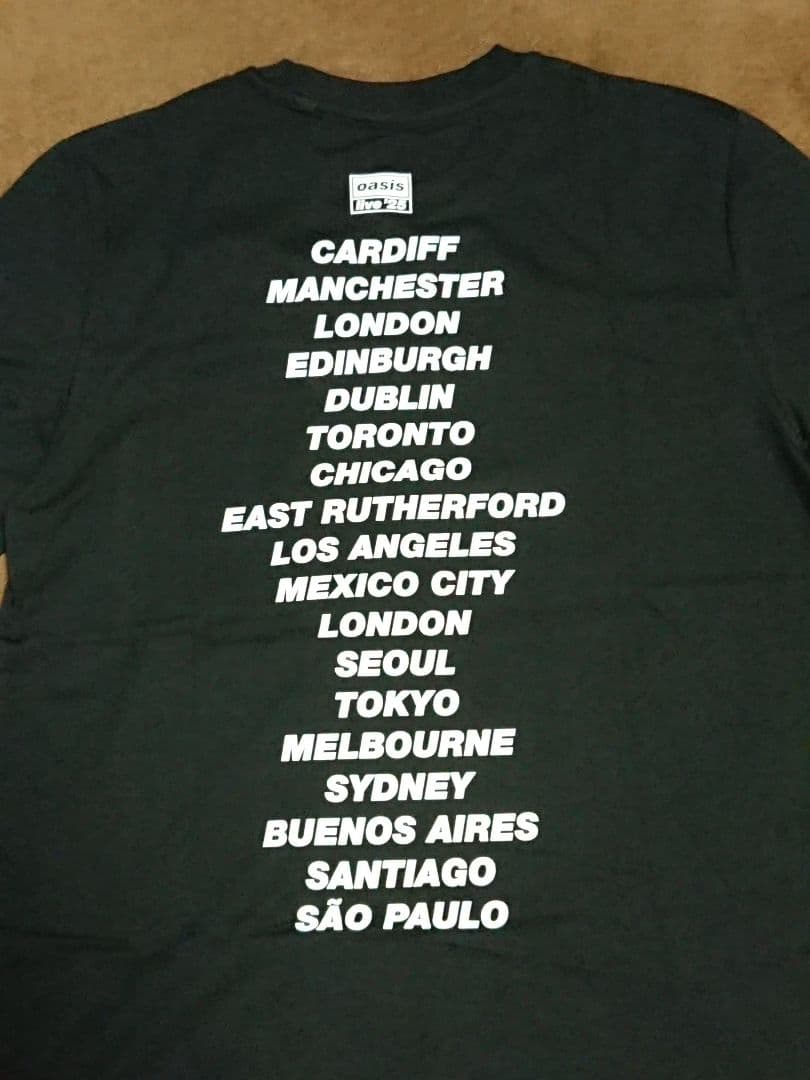 oasis
live '25
CARDIFF
MANCHESTER
LONDON
EDINBURGH
DUBLIN
TORONTO
CHICAGO
EAST RUTHERFORD
LOS ANGELES
MEXICO CITY
LONDON
SEOUL
TOKYO
MELBOURNE
SYDNEY
BUENOS AIRES
SANTIAGO
SÃO PAULO